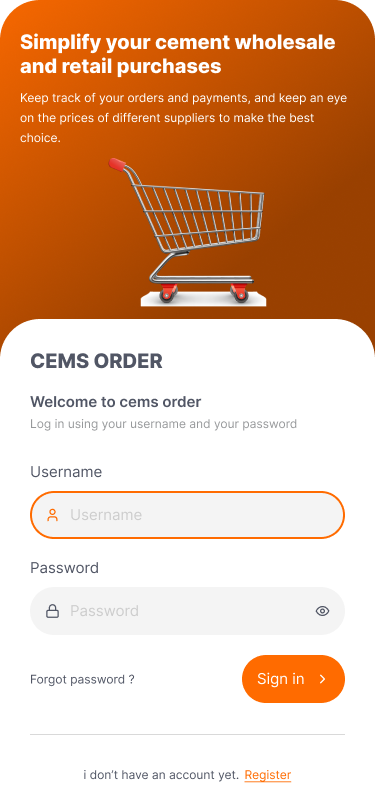 Simplify your cement wholesale
and retail purchases
Keep track of your orders and payments, and keep an eye
on the prices of different suppliers to make the best
choice.
CEMS ORDER
Welcome to cems order
Log in using your username and your password
Username
Username
Password
Password
Forgot password ?
Sign in
i don't have an account yet. Register